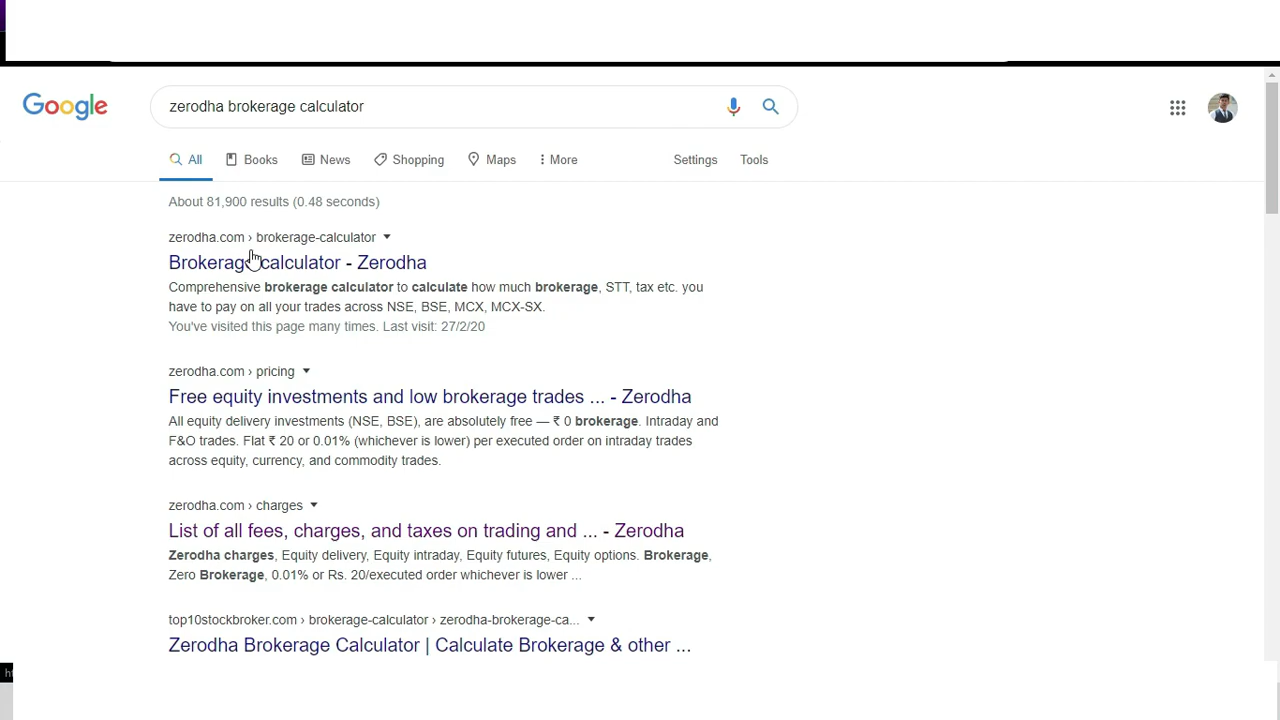 Google
zerodha brokerage calculator
All Books News Shopping Maps More Settings Tools
About 81,900 results (0.48 seconds)
zerodha.com › brokerage-calculator
Brokerage calculator - Zerodha
Comprehensive brokerage calculator to calculate how much brokerage, STT, tax etc. you
have to pay on all your trades across NSE, BSE, MCX, MCX-SX.
You've visited this page many times. Last visit: 27/2/20
zerodha.com › pricing
Free equity investments and low brokerage trades ... - Zerodha
All equity delivery investments (NSE, BSE), are absolutely free — ₹ 0 brokerage. Intraday and
F&O trades. Flat ₹ 20 or 0.01% (whichever is lower) per executed order on intraday trades
across equity, currency, and commodity trades.
zerodha.com › charges
List of all fees, charges, and taxes on trading and ... - Zerodha
Zerodha charges, Equity delivery, Equity intraday, Equity futures, Equity options. Brokerage,
Zero Brokerage, 0.01% or Rs. 20/executed order whichever is lower ...
top10stockbroker.com › brokerage-calculator › zerodha-brokerage-ca...
Zerodha Brokerage Calculator | Calculate Brokerage & other ...